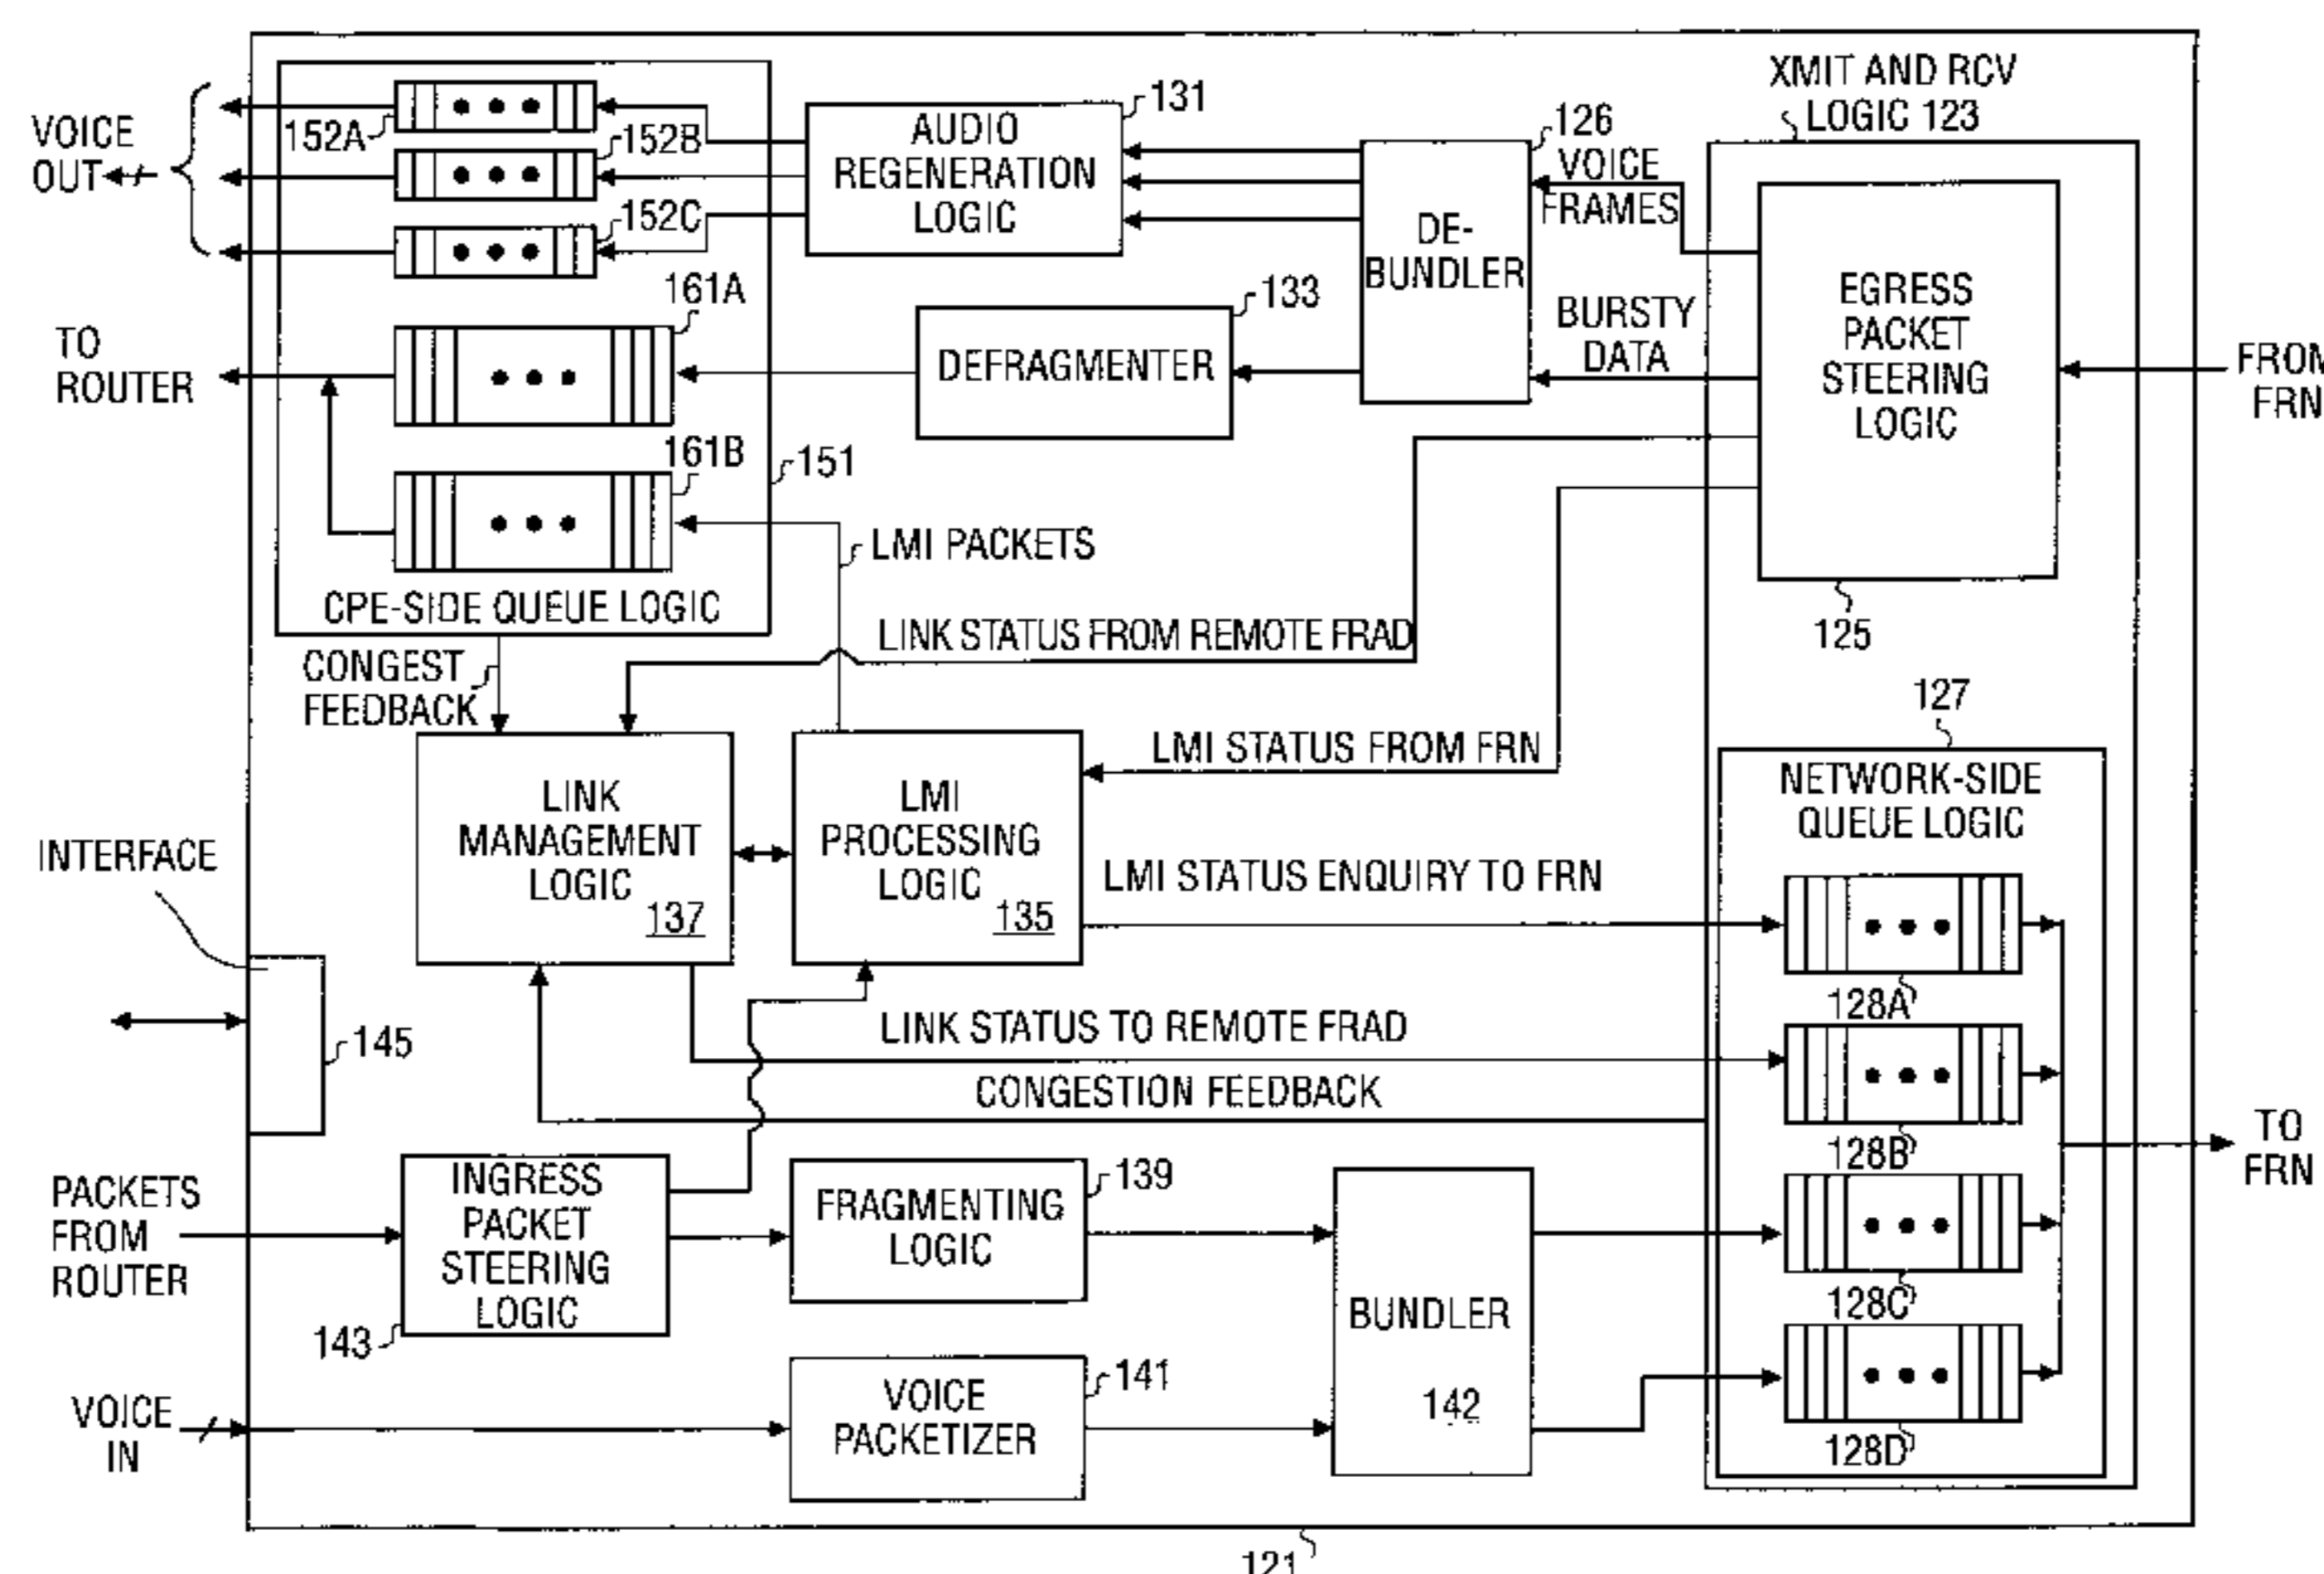 XMIT AND RCV
LOGIC 123
VOICE
OUT
152A
152B
152C
AUDIO
REGENERATION
LOGIC
131
126
VOICE
FRAMES
DE-
BUNDLER
EGRESS
PACKET
STEERING
LOGIC
FROM
FRN
BURSTY
DATA
TO
ROUTER
161A
DEFRAGMENTER
133
161B
151
LMI PACKETS
CPE-SIDE QUEUE LOGIC
125
LINK STATUS FROM REMOTE FRAD
CONGEST
FEEDBACK
127
LMI STATUS FROM FRN
LINK
MANAGEMENT
LOGIC
137
LMI
PROCESSING
LOGIC
135
NETWORK-SIDE
QUEUE LOGIC
INTERFACE
LMI STATUS ENQUIRY TO FRN
128A
LINK STATUS TO REMOTE FRAD
145
CONGESTION FEEDBACK
128B
TO
FRN
PACKETS
FROM
ROUTER
INGRESS
PACKET
STEERING
LOGIC
143
FRAGMENTING
LOGIC
139
BUNDLER
142
128C
VOICE
IN
VOICE
PACKETIZER
141
128D
121